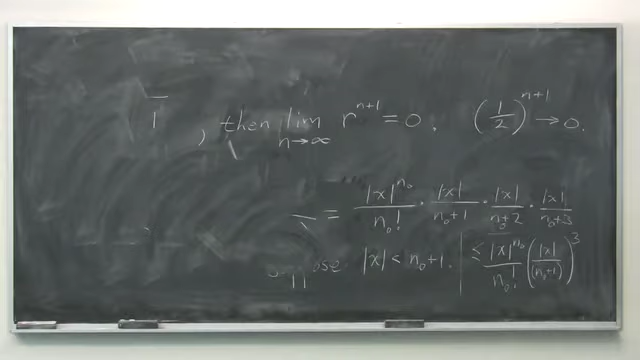 , then lim_{n→∞} r^{n+1} = 0. (1/2)^{n+1} → 0.
= |x|^{n_0}/n_0! · |x|/(n_0+1) · |x|/(n_0+2) · |x|/(n_0+3)
|x| < n_0+1. | ≤ |x|^{n_0}/n_0! (|x|/(n_0+1))^3